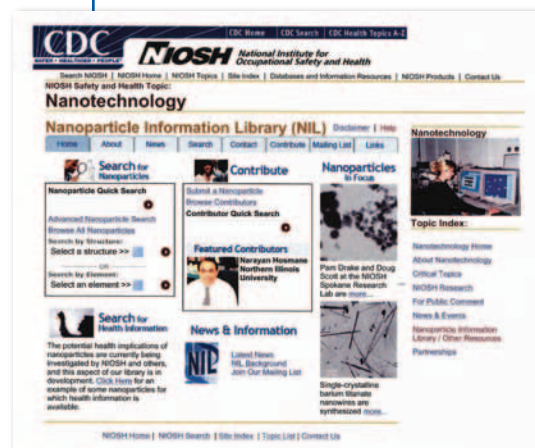 CDC Home | CDC Search | CDC Health Topics A-Z
CDC
SAFER • HEALTHIER • PEOPLE™
NIOSH National Institute for
Occupational Safety and Health
Search NIOSH | NIOSH Home | NIOSH Topics | Site Index | Databases and Information Resources | NIOSH Products | Contact Us
NIOSH Safety and Health Topic:
Nanotechnology
Nanoparticle Information Library (NIL) Disclaimer | Help
Home About News Search Contact Contribute Mailing List Links
Search for
Nanoparticles
Nanoparticle Quick Search
Advanced Nanoparticle Search
Browse All Nanoparticles
Search by Structure:
Select a structure >>
OR
Search by Element:
Select an element >>
Search for
Health Information
The potential health implications of
nanoparticles are currently being
investigated by NIOSH and others,
and this aspect of our library is in
development. Click Here for an
example of some nanoparticles for
which health information is
available.
Contribute
Submit a Nanoparticle
Browse Contributors
Contributor Quick Search
Featured Contributors
Narayan Hosmane
Northern Illinois
University
News & Information
NIL
Latest News
NIL Background
Join Our Mailing List
Nanoparticles
in Focus
Pam Drake and Doug
Scott at the NIOSH
Spokane Research
Lab are more...
Single-crystalline
barium titanate
nanowires are
synthesized more...
Nanotechnology
Topic Index:
Nanotechnology Home
About Nanotechnology
Critical Topics
NIOSH Research
For Public Comment
News & Events
Nanoparticle Information
Library / Other Resources
Partnerships
NIOSH Home | NIOSH Search | Site Index | Topic List | Contact Us